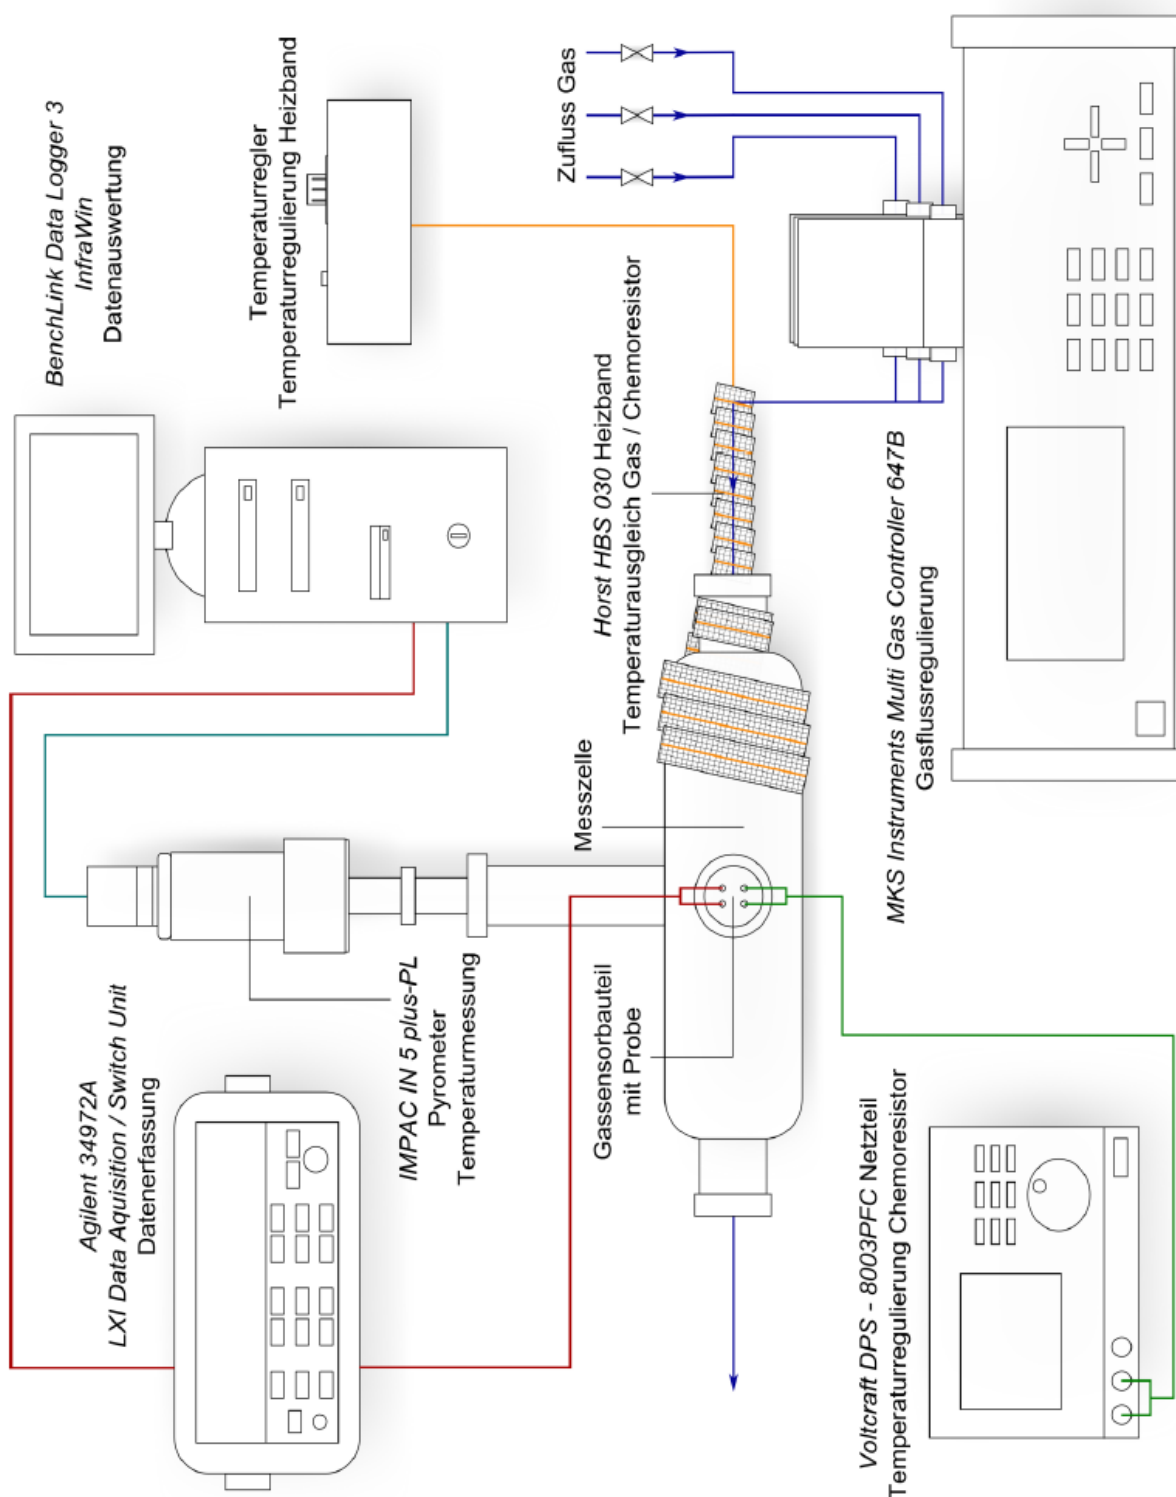 Agilent 34972A
LXI Data Aquisition / Switch Unit
Datenerfassung
BenchLink Data Logger 3
InfraWin
Datenauswertung
IMPAC IN 5 plus-PL
Pyrometer
Temperaturmessung
Temperaturregler
Temperaturregulierung Heizband
Gassensorbauteil
mit Probe
Messzelle
Horst HBS 030 Heizband
Temperaturausgleich Gas / Chemoresistor
Zufluss Gas
Voltcraft DPS - 8003PFC Netzteil
Temperaturregulierung Chemoresistor
MKS Instruments Multi Gas Controller 647B
Gasflussregulierung